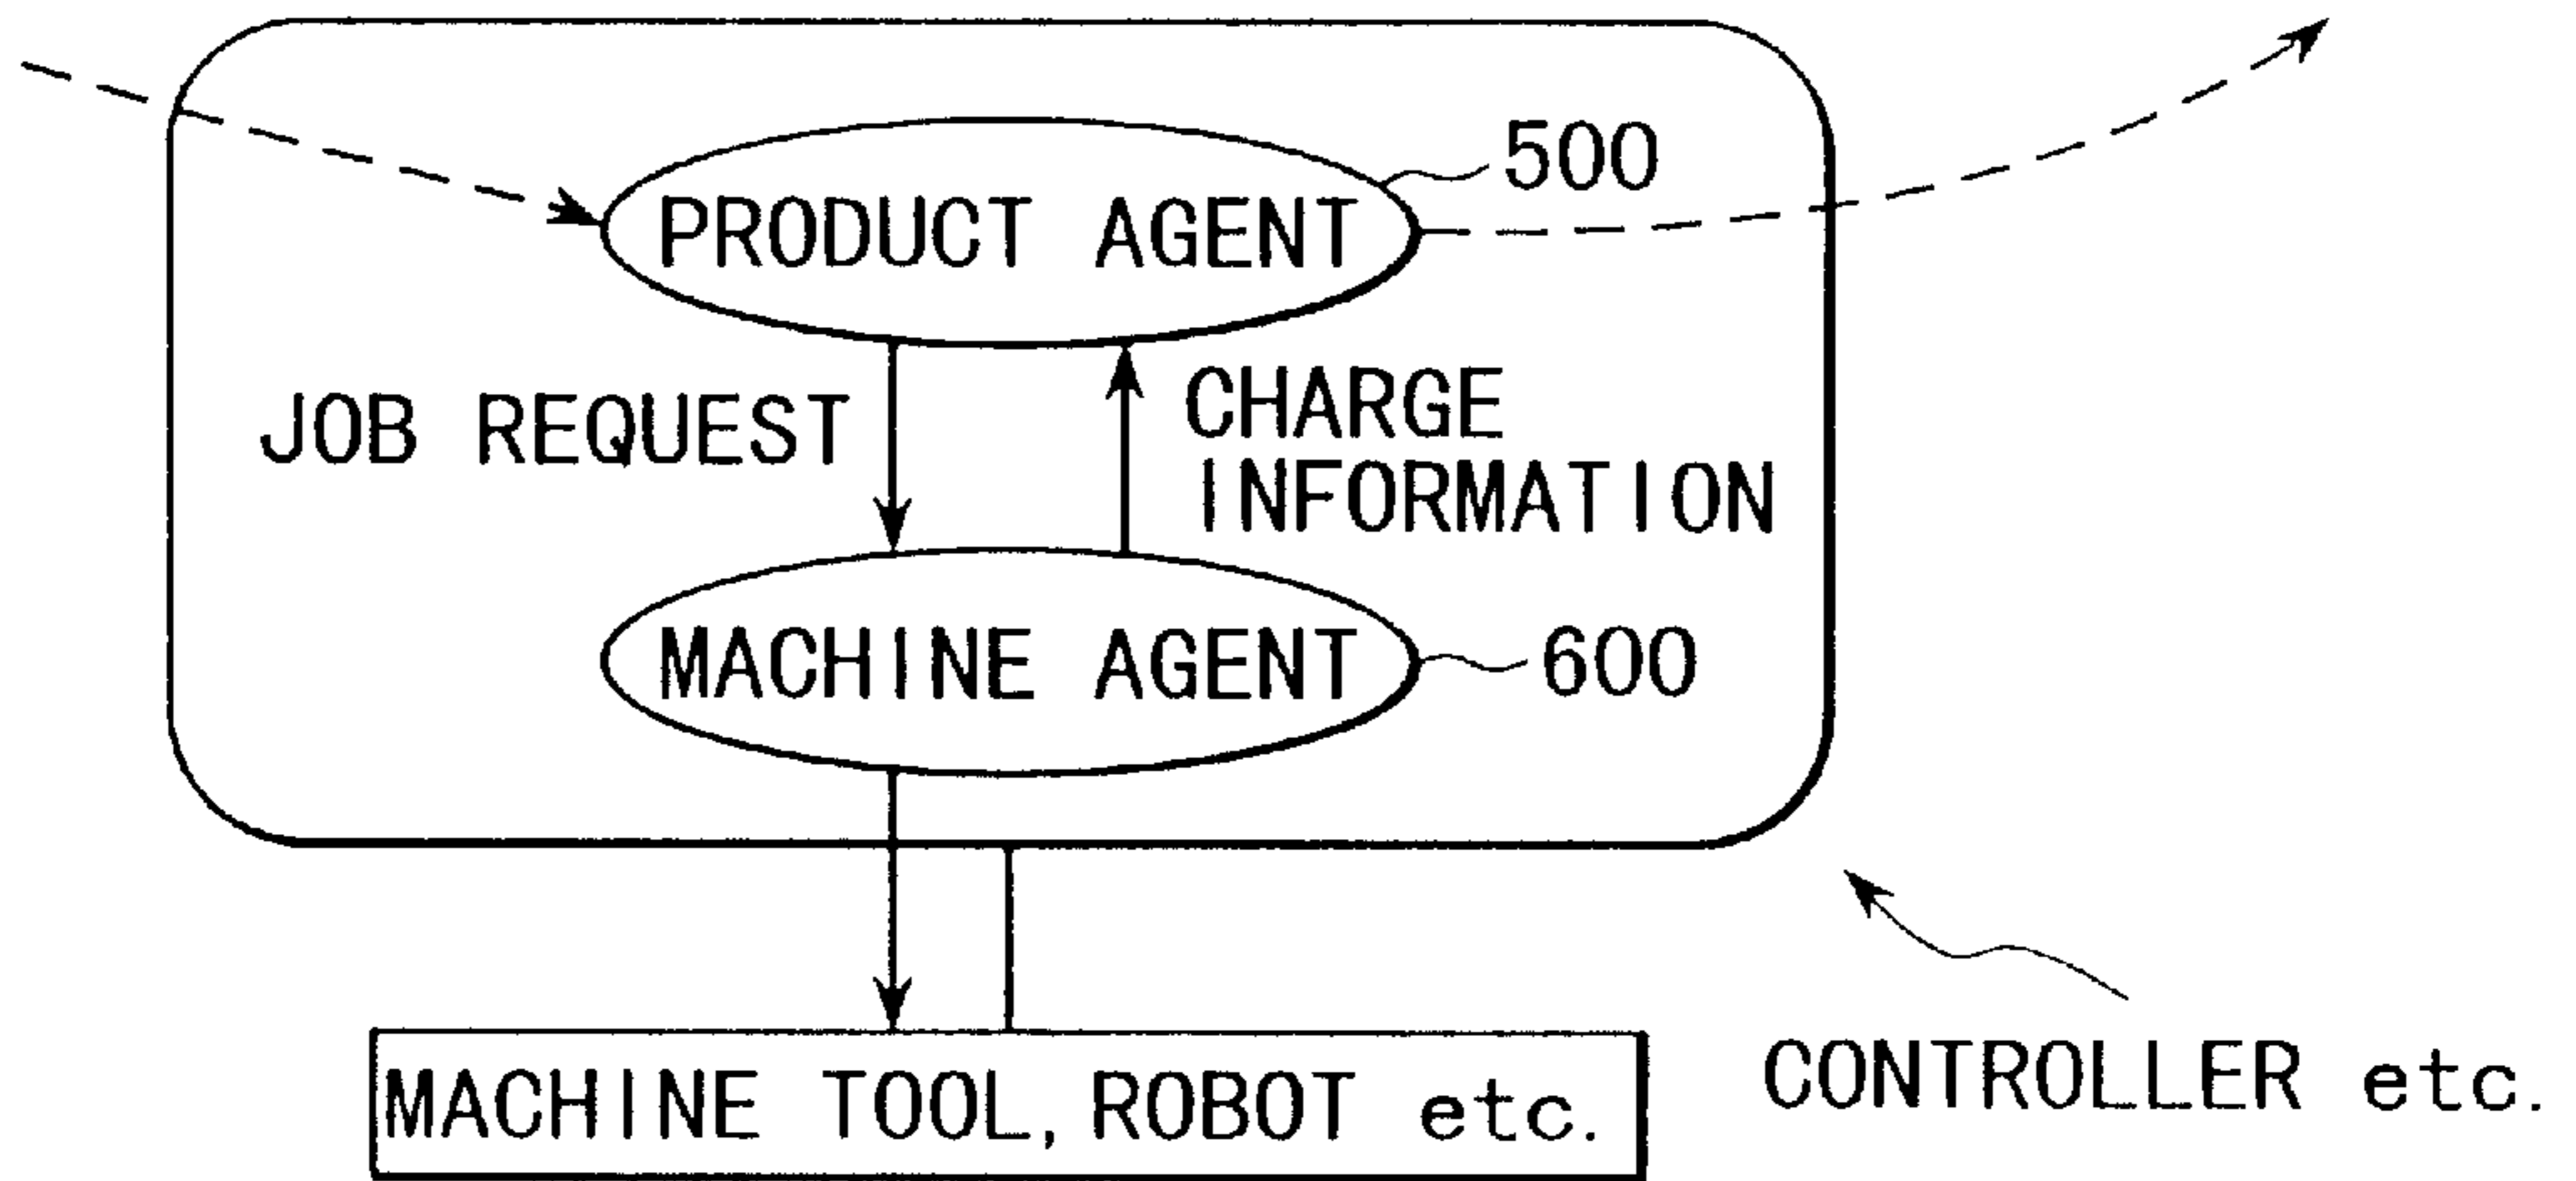 500
PRODUCT AGENT
JOB REQUEST
CHARGE
INFORMATION
MACHINE AGENT
600
MACHINE TOOL, ROBOT etc.
CONTROLLER etc.